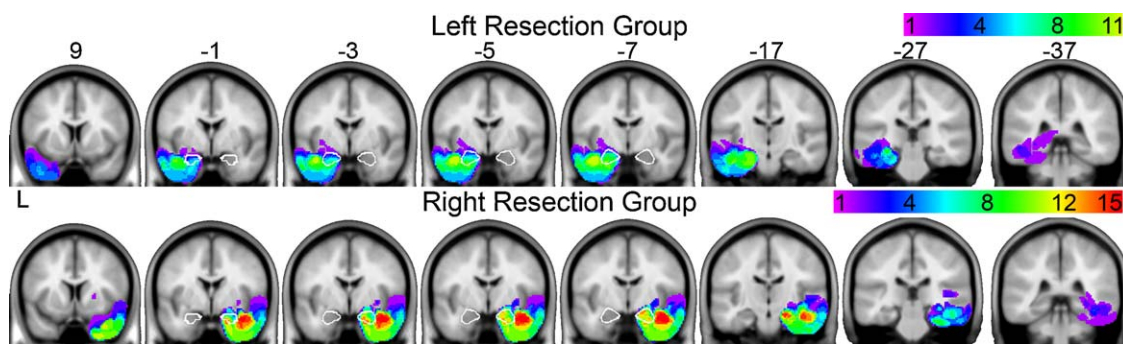 Left Resection Group
1 4 8 11
9 -1 -3 -5 -7 -17 -27 -37
L
Right Resection Group
1 4 8 12 15